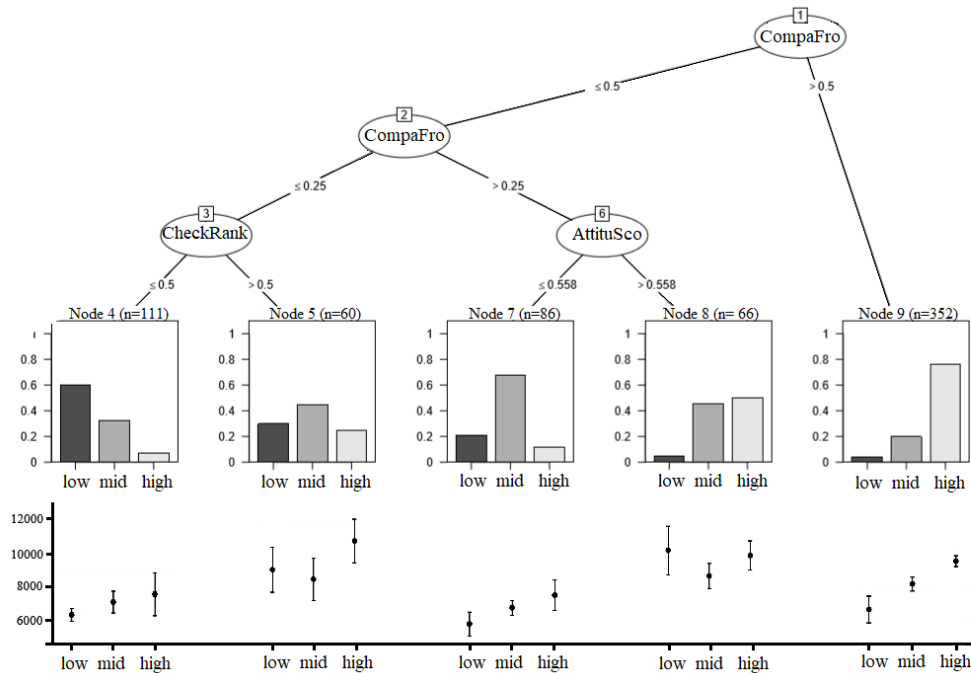 1
CompaFro
≤ 0.5
> 0.5
2
CompaFro
≤ 0.25
> 0.25
3
CheckRank
6
AttituSco
≤ 0.5
> 0.5
≤ 0.558
> 0.558
Node 4 (n=111)
Node 5 (n=60)
Node 7 (n=86)
Node 8 (n= 66)
Node 9 (n=352)
1 1 1 1 1
0.8 0.8 0.8 0.8 0.8
0.6 0.6 0.6 0.6 0.6
0.4 0.4 0.4 0.4 0.4
0.2 0.2 0.2 0.2 0.2
0 0 0 0 0
low mid high low mid high low mid high low mid high low mid high
12000
10000
8000
6000
low mid high low mid high low mid high low mid high low mid high